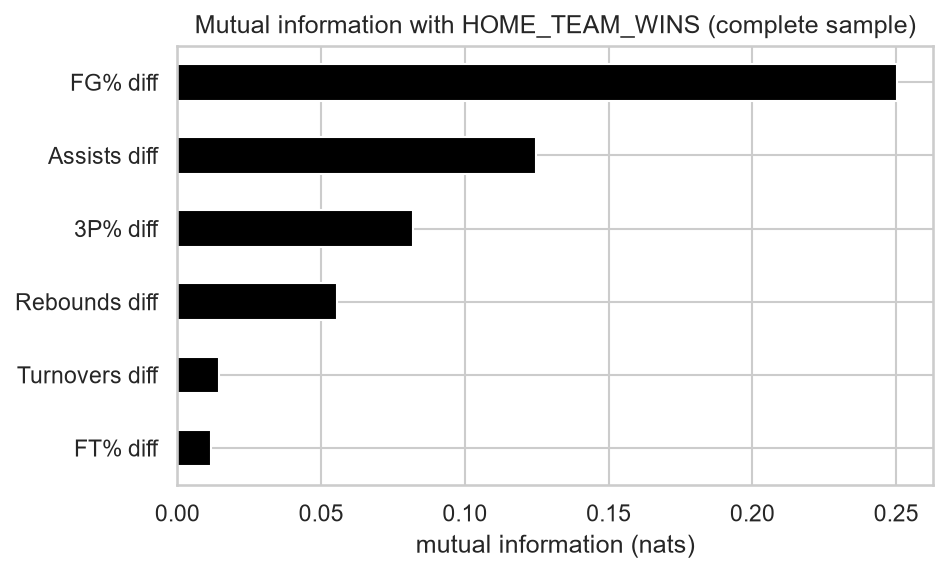 Mutual information with HOME_TEAM_WINS (complete sample)
FG% diff
Assists diff
3P% diff
Rebounds diff
Turnovers diff
FT% diff
0.00 0.05 0.10 0.15 0.20 0.25
mutual information (nats)